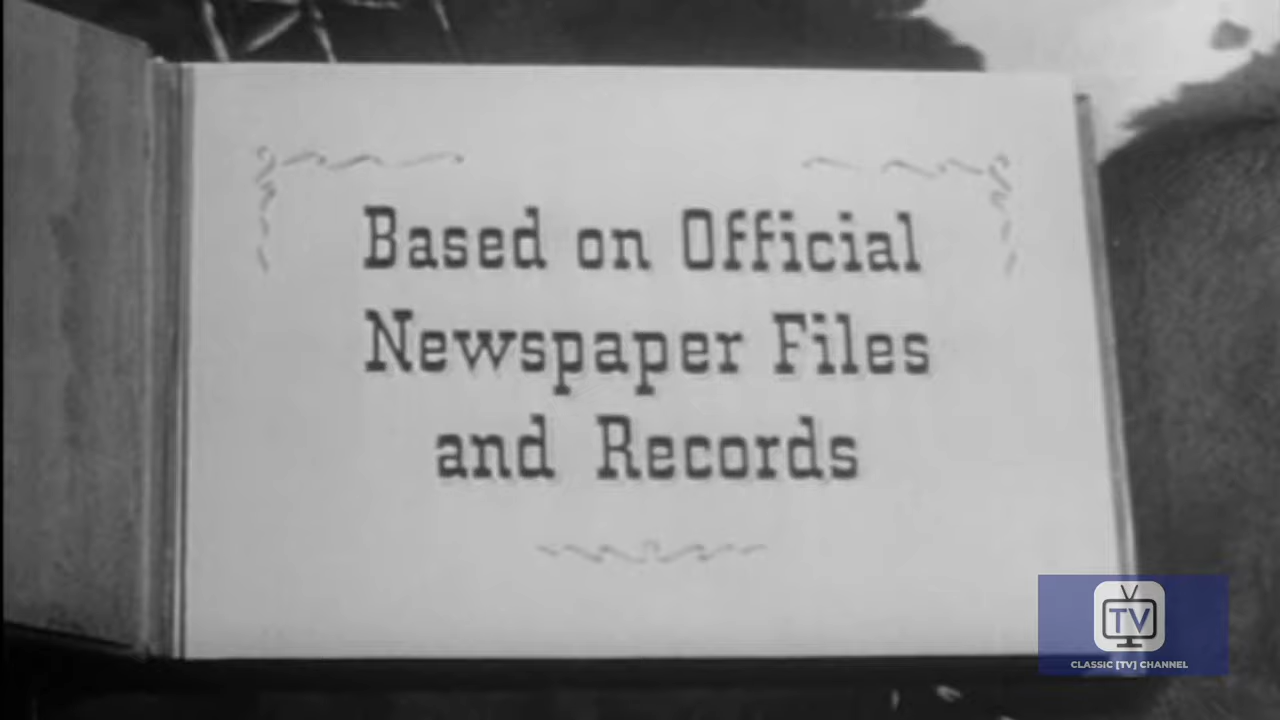 Based on Official
Newspaper Files
and Records
TV
CLASSIC [TV] CHANNEL